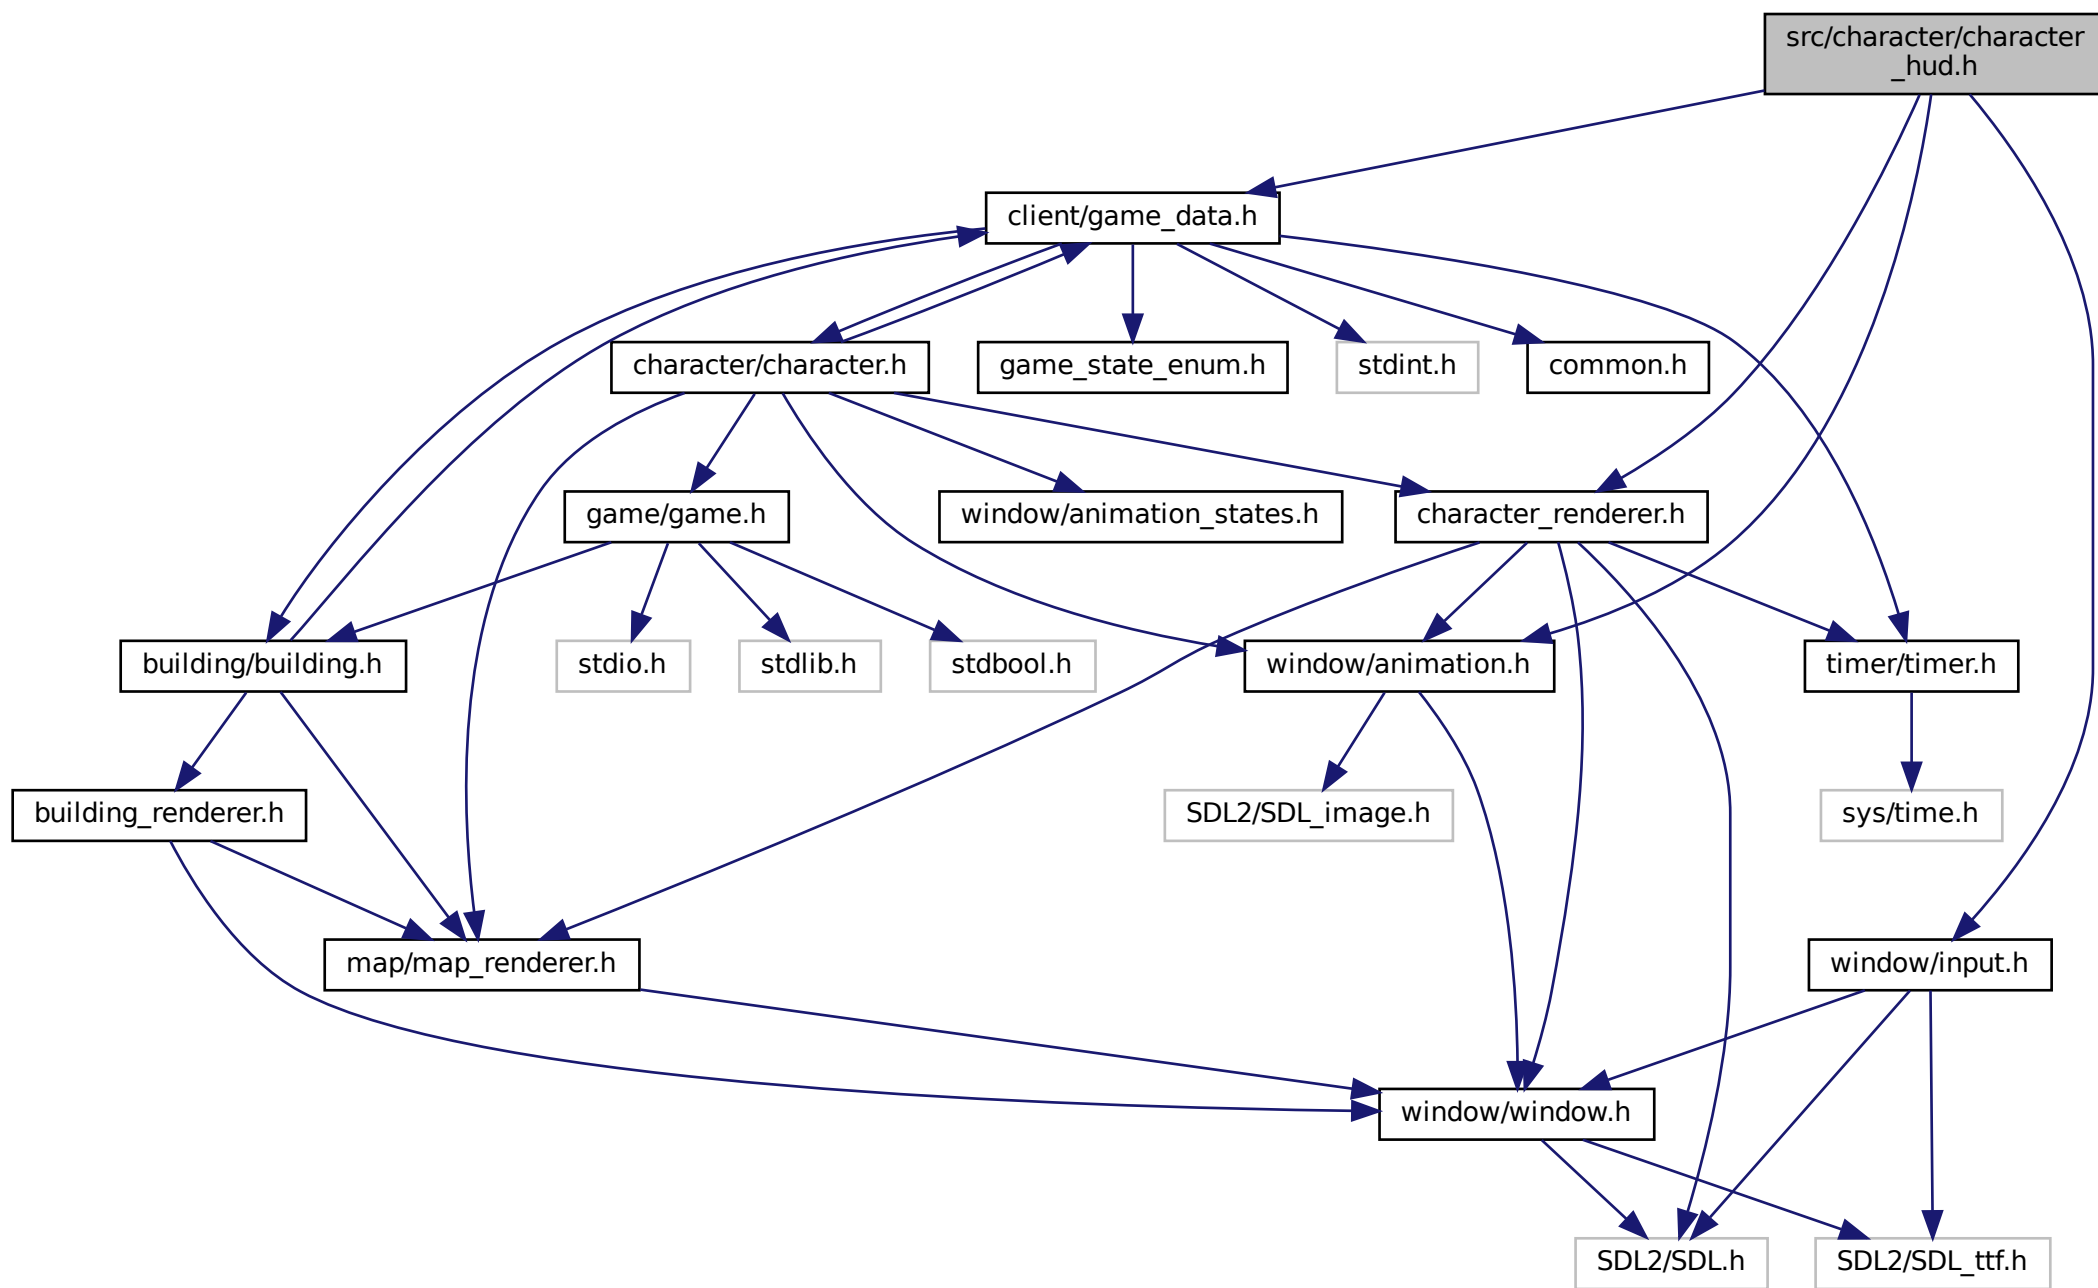 src/character/character
_hud.h
client/game_data.h
character/character.h
game_state_enum.h
stdint.h
common.h
game/game.h
window/animation_states.h
character_renderer.h
building/building.h
stdio.h
stdlib.h
stdbool.h
window/animation.h
timer/timer.h
building_renderer.h
SDL2/SDL_image.h
sys/time.h
map/map_renderer.h
window/input.h
window/window.h
SDL2/SDL.h
SDL2/SDL_ttf.h